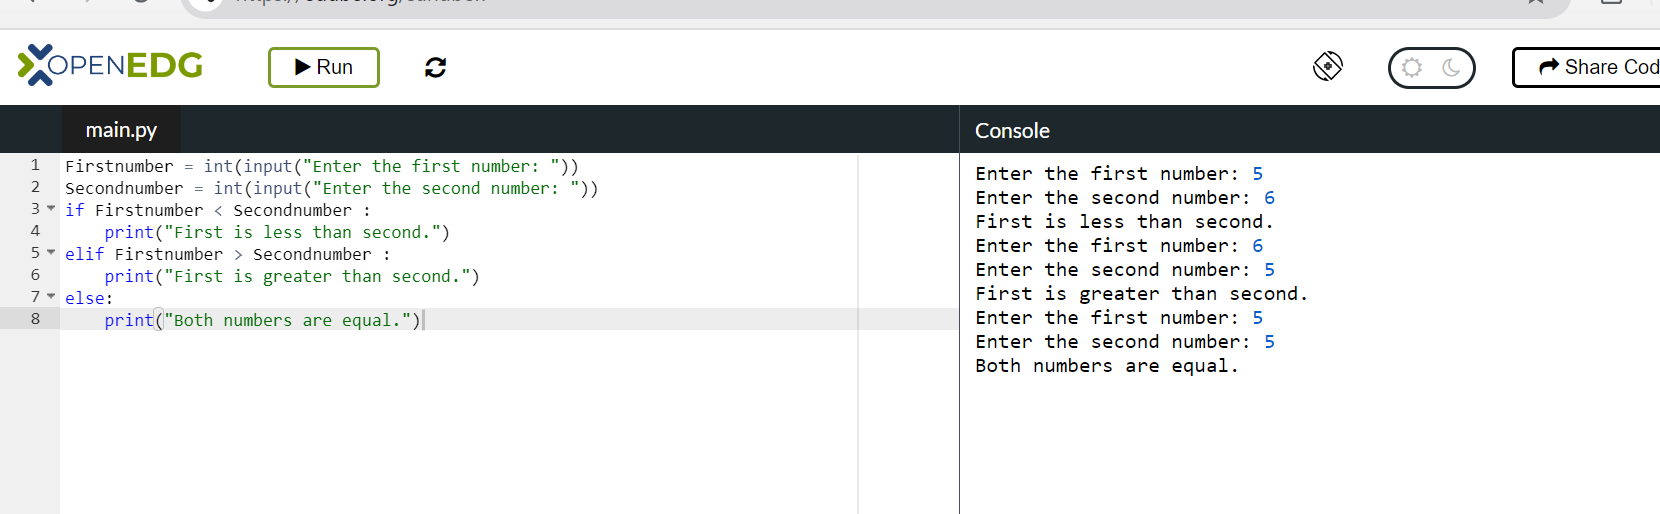 OPENEDG
Run
Share Cod
main.py
Console
1 Firstnumber = int(input("Enter the first number: "))
2 Secondnumber = int(input("Enter the second number: "))
3 if Firstnumber < Secondnumber :
4 print("First is less than second.")
5 elif Firstnumber > Secondnumber :
6 print("First is greater than second.")
7 else:
8 print("Both numbers are equal.")
Enter the first number: 5
Enter the second number: 6
First is less than second.
Enter the first number: 6
Enter the second number: 5
First is greater than second.
Enter the first number: 5
Enter the second number: 5
Both numbers are equal.